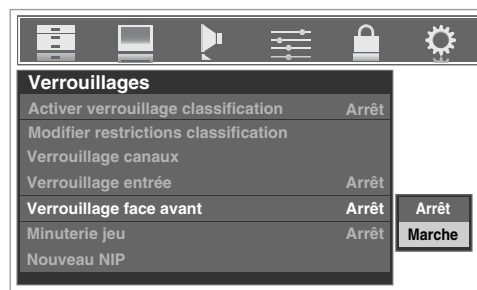 Verrouillages
Activer verrouillage classification Arrêt
Modifier restrictions classification
Verrouillage canaux
Verrouillage entrée Arrêt
Verrouillage face avant Arrêt Arrêt
Minuterie jeu Arrêt Marche
Nouveau NIP